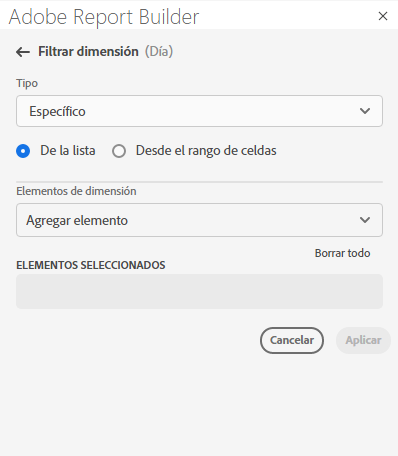 Adobe Report Builder
Filtrar dimensión (Día)
Tipo
Específico
De la lista Desde el rango de celdas
Elementos de dimensión
Agregar elemento
Borrar todo
ELEMENTOS SELECCIONADOS
Cancelar Aplicar